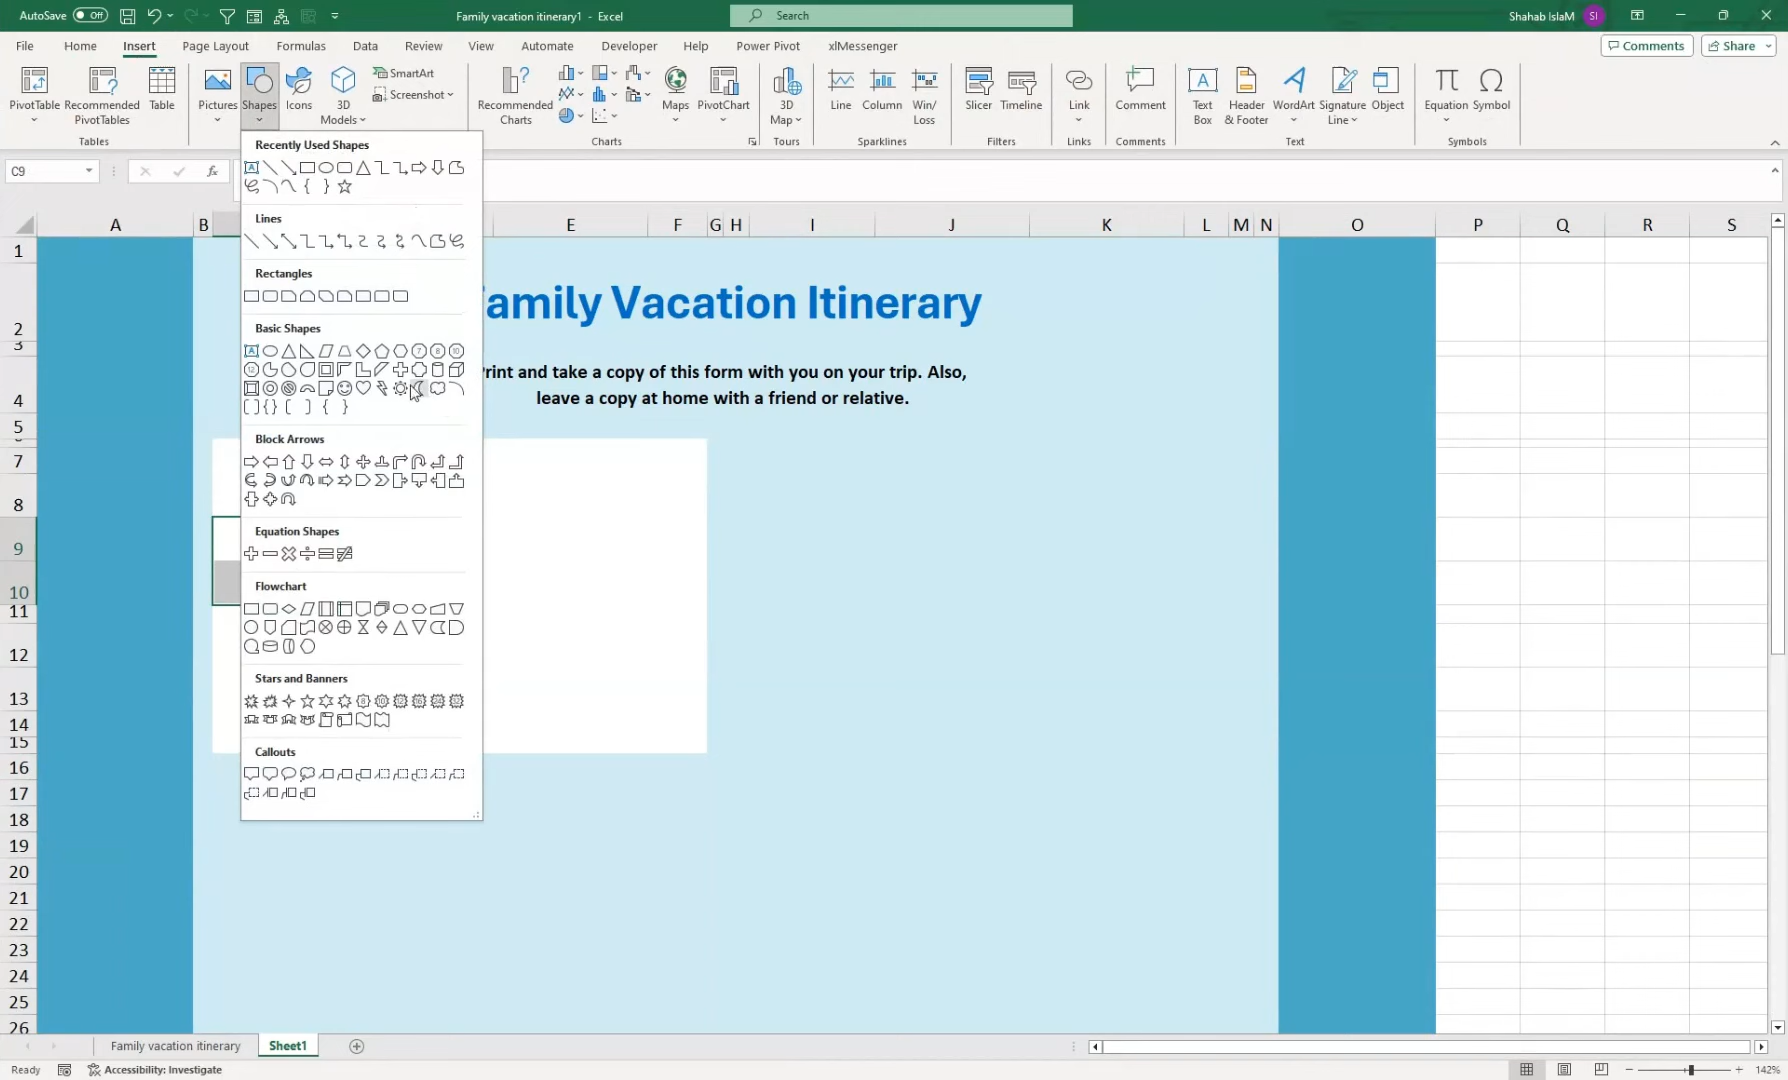 AutoSave Off
Family vacation itinerary1 - Excel
Search
Shahab IslaM SI
File Home Insert Page Layout Formulas Data Review View Automate Developer Help Power Pivot xlMessenger
Comments Share
PivotTable
Recommended PivotTables
Table
Pictures
Shapes
Icons
3D Models
SmartArt
Screenshot
Recommended Charts
Maps
PivotChart
3D Map
Line
Column
Win/ Loss
Slicer
Timeline
Link
Comment
Text Box
Header & Footer
WordArt
Signature Line
Object
Equation
Symbol
Tables
Charts
Tours
Sparklines
Filters
Links
Comments
Text
Symbols
C9
fx
Recently Used Shapes
Lines
Rectangles
Basic Shapes
Block Arrows
Equation Shapes
Flowchart
Stars and Banners
Callouts
A B E F G H I J K L M N O P Q R S
1
2
3
4
5
7
8
9
10
11
12
13
14
15
16
17
18
19
20
21
22
23
24
25
26
amily Vacation Itinerary
rint and take a copy of this form with you on your trip. Also,
leave a copy at home with a friend or relative.
Family vacation itinerary Sheet1
Ready
Accessibility: Investigate
142%